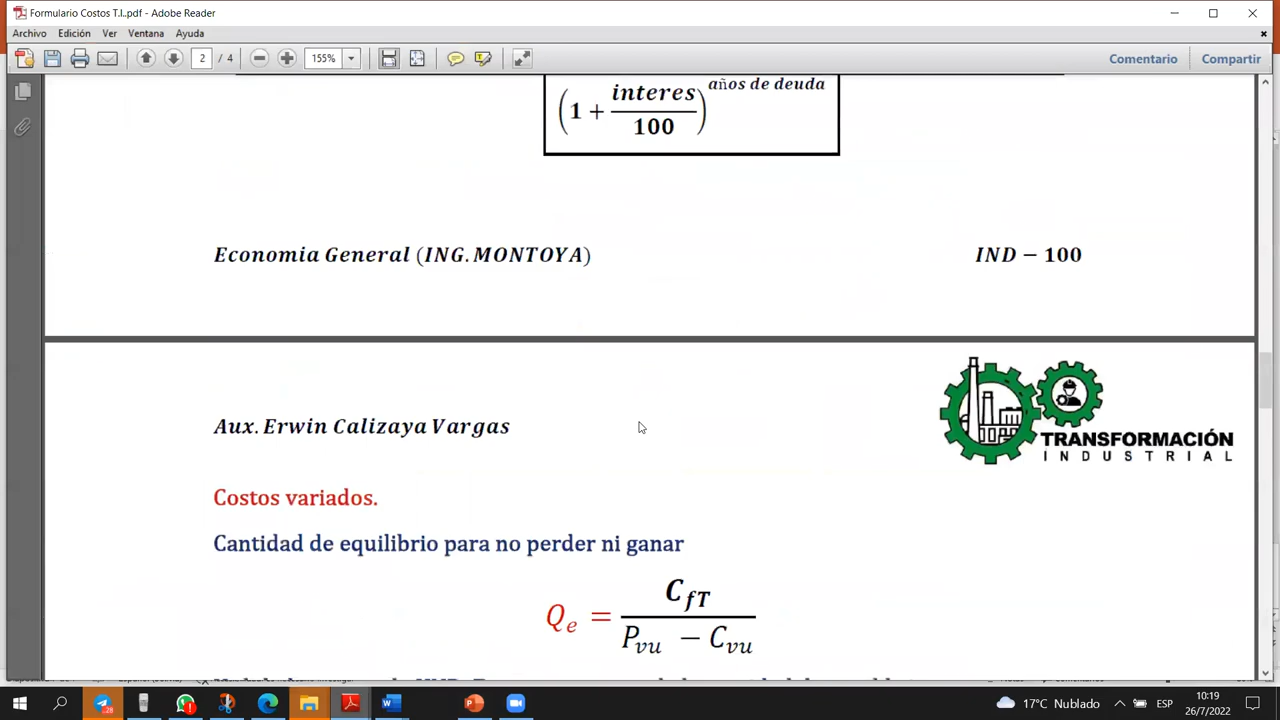 Formulario Costos T.I..pdf - Adobe Reader
Archivo Edición Ver Ventana Ayuda
2 / 4 155% Comentario Compartir
(1 + interes/100)^años de deuda
Economia General (ING. MONTOYA) IND − 100
Aux. Erwin Calizaya Vargas
TRANSFORMACIÓN
INDUSTRIAL
Costos variados.
Cantidad de equilibrio para no perder ni ganar
Q_e = C_fT / (P_vu − C_vu)
28
17°C Nublado ESP 10:19
26/7/2022